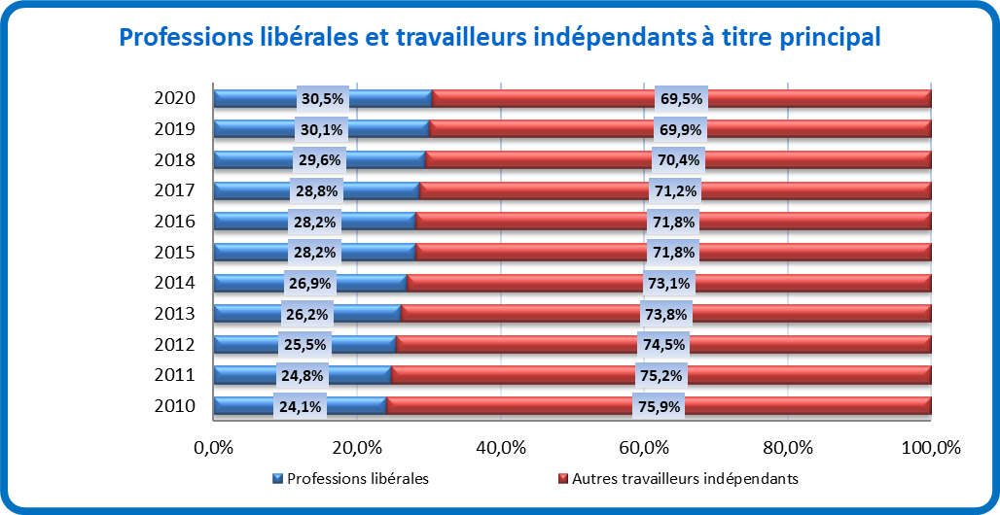 Professions libérales et travailleurs indépendants à titre principal
2020 30,5% 69,5%
2019 30,1% 69,9%
2018 29,6% 70,4%
2017 28,8% 71,2%
2016 28,2% 71,8%
2015 28,2% 71,8%
2014 26,9% 73,1%
2013 26,2% 73,8%
2012 25,5% 74,5%
2011 24,8% 75,2%
2010 24,1% 75,9%
0,0% 20,0% 40,0% 60,0% 80,0% 100,0%
Professions libérales Autres travailleurs indépendants